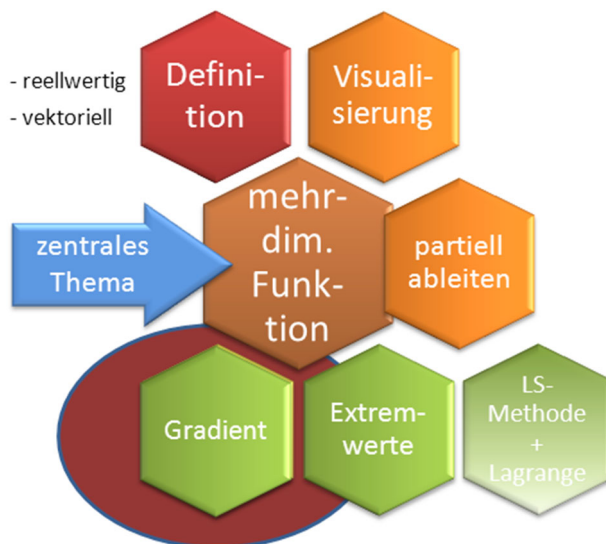 - reellwertig
- vektoriell
Defini-
tion
Visuali-
sierung
zentrales
Thema
mehr-
dim.
Funk-
tion
partiell
ableiten
Gradient
Extrem-
werte
LS-
Methode
+
Lagrange